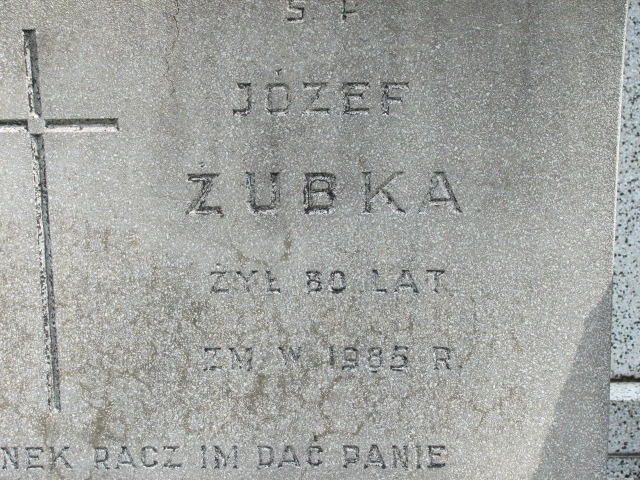 Ś P
JÓZEF
ŻUBKA
ŻYŁ 80 LAT
ZM W 1985 R.
NEK RACZ IM DAĆ PANIE